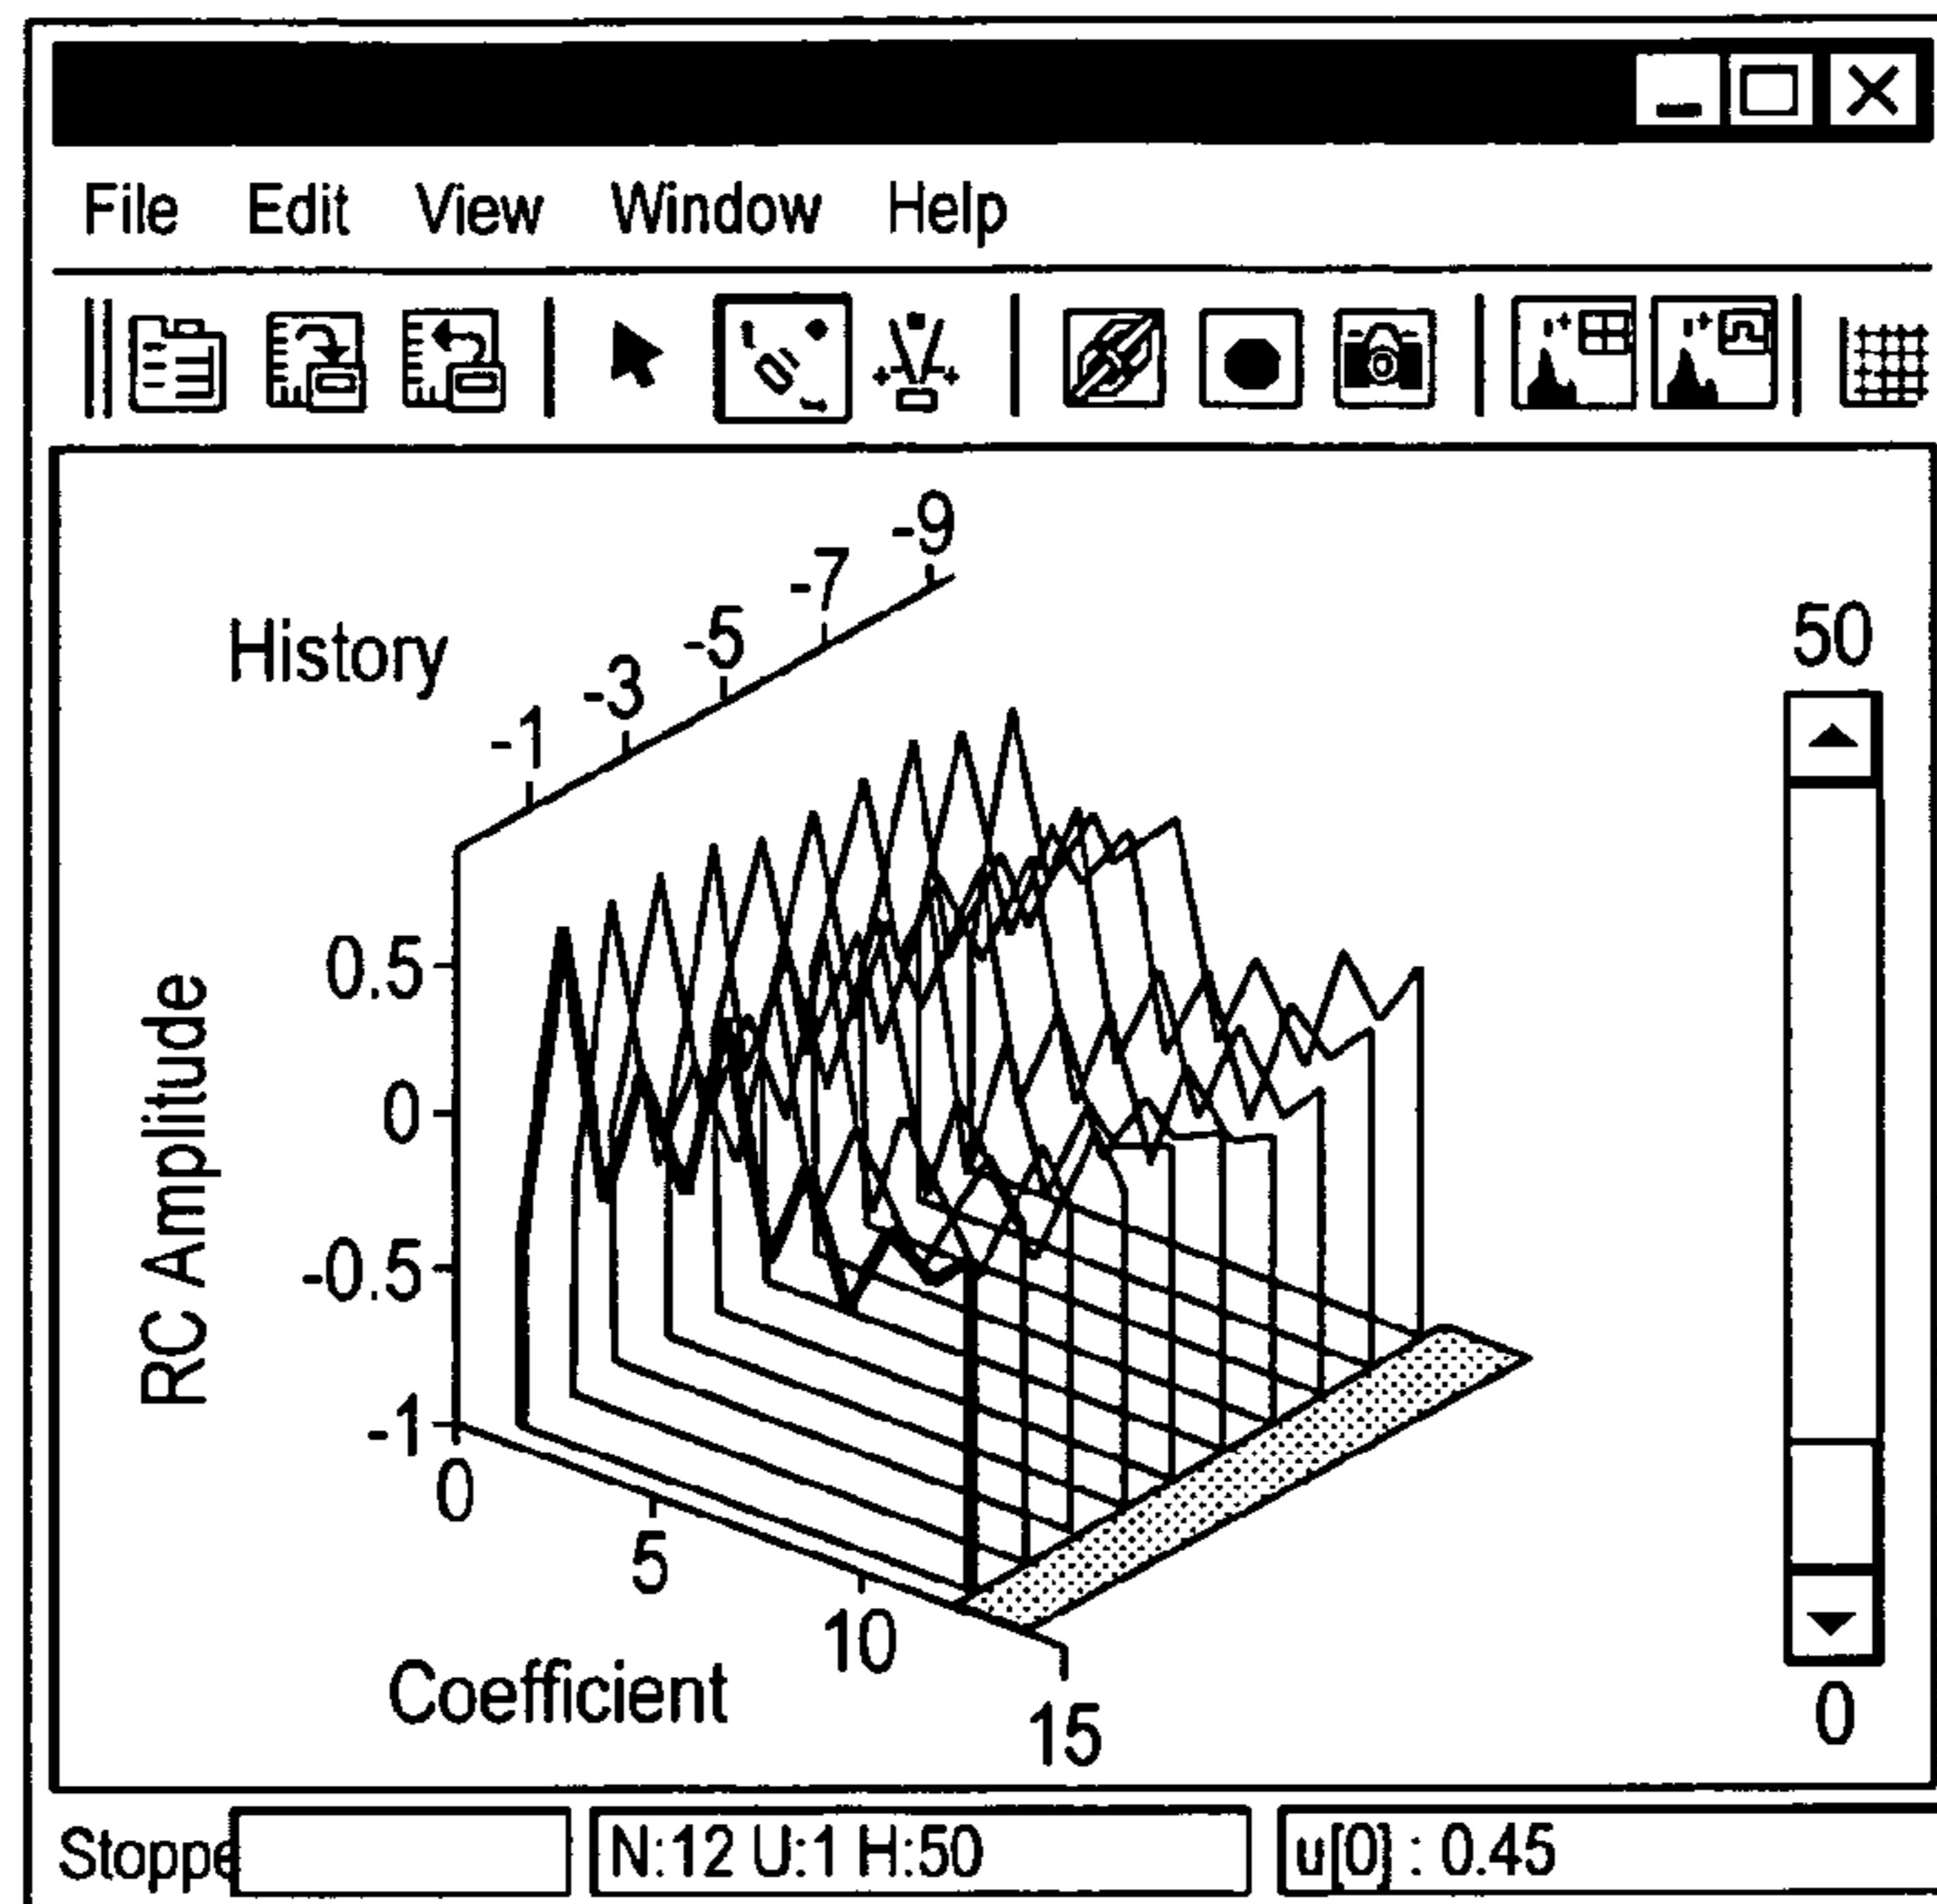 File Edit View Window Help
-9
-7
-5
-3
-1
History
50
0.5
0
-0.5
-1
RC Amplitude
0
5
10
15
Coefficient
0
Stoppe
N:12 U:1 H:50
u[0] : 0.45